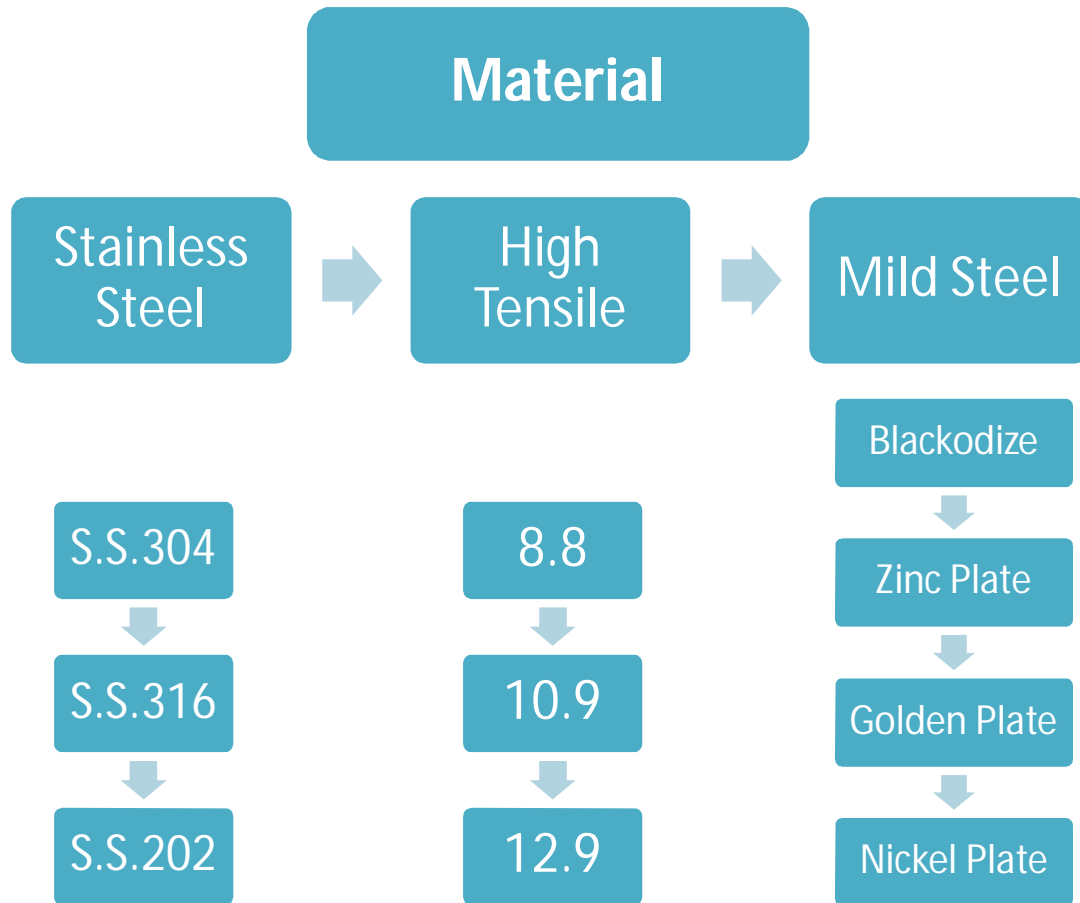 Material
Stainless
Steel
High
Tensile
Mild Steel
S.S.304
S.S.316
S.S.202
8.8
10.9
12.9
Blackodize
Zinc Plate
Golden Plate
Nickel Plate